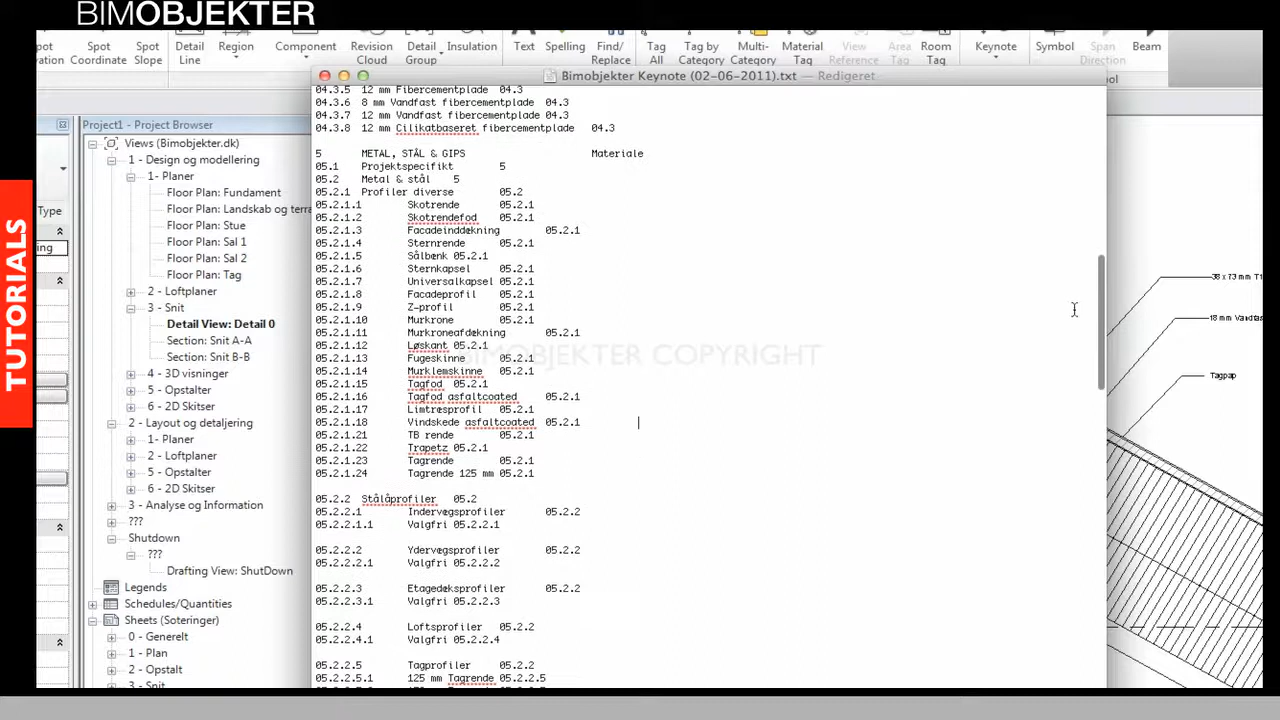 BIMOBJEKTER
TUTORIALS
Spot Coordinate
Spot Slope
Detail Line
Region
Component
Revision Cloud
Detail Group
Insulation
Text
Spelling
Find/ Replace
Tag All
Tag by Category
Multi- Category
Material Tag
View Reference
Area Tag
Room Tag
Keynote
Symbol
Span Direction
Beam
Bimobjekter Keynote (02-06-2011).txt — Redigeret
Project1 - Project Browser
Views (Bimobjekter.dk)
1 - Design og modellering
1- Planer
Floor Plan: Fundament
Floor Plan: Landskab og terra
Floor Plan: Stue
Floor Plan: Sal 1
Floor Plan: Sal 2
Floor Plan: Tag
2 - Loftplaner
3 - Snit
Detail View: Detail 0
Section: Snit A-A
Section: Snit B-B
4 - 3D visninger
5 - Opstalter
6 - 2D Skitser
2 - Layout og detaljering
1- Planer
2 - Loftplaner
5 - Opstalter
6 - 2D Skitser
3 - Analyse og Information
???
Shutdown
???
Drafting View: ShutDown
Legends
Schedules/Quantities
Sheets (Soteringer)
0 - Generelt
1 - Plan
2 - Opstalt
3 - Snit
Type
04.3.5 12 mm Fibercementplade 04.3
04.3.6 8 mm Vandfast fibercementplade 04.3
04.3.7 12 mm Vandfast fibercementplade 04.3
04.3.8 12 mm Cilikatbaseret fibercementplade 04.3
5 METAL, STÅL & GIPS Materiale
05.1 Projektspecifikt 5
05.2 Metal & stål 5
05.2.1 Profiler diverse 05.2
05.2.1.1 Skotrende 05.2.1
05.2.1.2 Skotrendefod 05.2.1
05.2.1.3 Facadeinddækning 05.2.1
05.2.1.4 Sternrende 05.2.1
05.2.1.5 Sålbænk 05.2.1
05.2.1.6 Sternkapsel 05.2.1
05.2.1.7 Universalkapsel 05.2.1
05.2.1.8 Facadeprofil 05.2.1
05.2.1.9 Z-profil 05.2.1
05.2.1.10 Murkrone 05.2.1
05.2.1.11 Murkroneafdækning 05.2.1
05.2.1.12 Løskant 05.2.1
05.2.1.13 Fugeskinne 05.2.1
05.2.1.14 Murklemskinne 05.2.1
05.2.1.15 Tagfod 05.2.1
05.2.1.16 Tagfod asfaltcoated 05.2.1
05.2.1.17 Limtræsprofil 05.2.1
05.2.1.18 Vindskede asfaltcoated 05.2.1
05.2.1.21 TB rende 05.2.1
05.2.1.22 Trapetz 05.2.1
05.2.1.23 Tagrende 05.2.1
05.2.1.24 Tagrende 125 mm 05.2.1
05.2.2 Stålåprofiler 05.2
05.2.2.1 Indervægsprofiler 05.2.2
05.2.2.1.1 Valgfri 05.2.2.1
05.2.2.2 Ydervægsprofiler 05.2.2
05.2.2.2.1 Valgfri 05.2.2.2
05.2.2.3 Etagedæksprofiler 05.2.2
05.2.2.3.1 Valgfri 05.2.2.3
05.2.2.4 Loftsprofiler 05.2.2
05.2.2.4.1 Valgfri 05.2.2.4
05.2.2.5 Tagprofiler 05.2.2
05.2.2.5.1 125 mm Tagrende 05.2.2.5
BIMOBJEKTER COPYRIGHT
38 x 73 mm T1
18 mm Vandfas
Tagpap